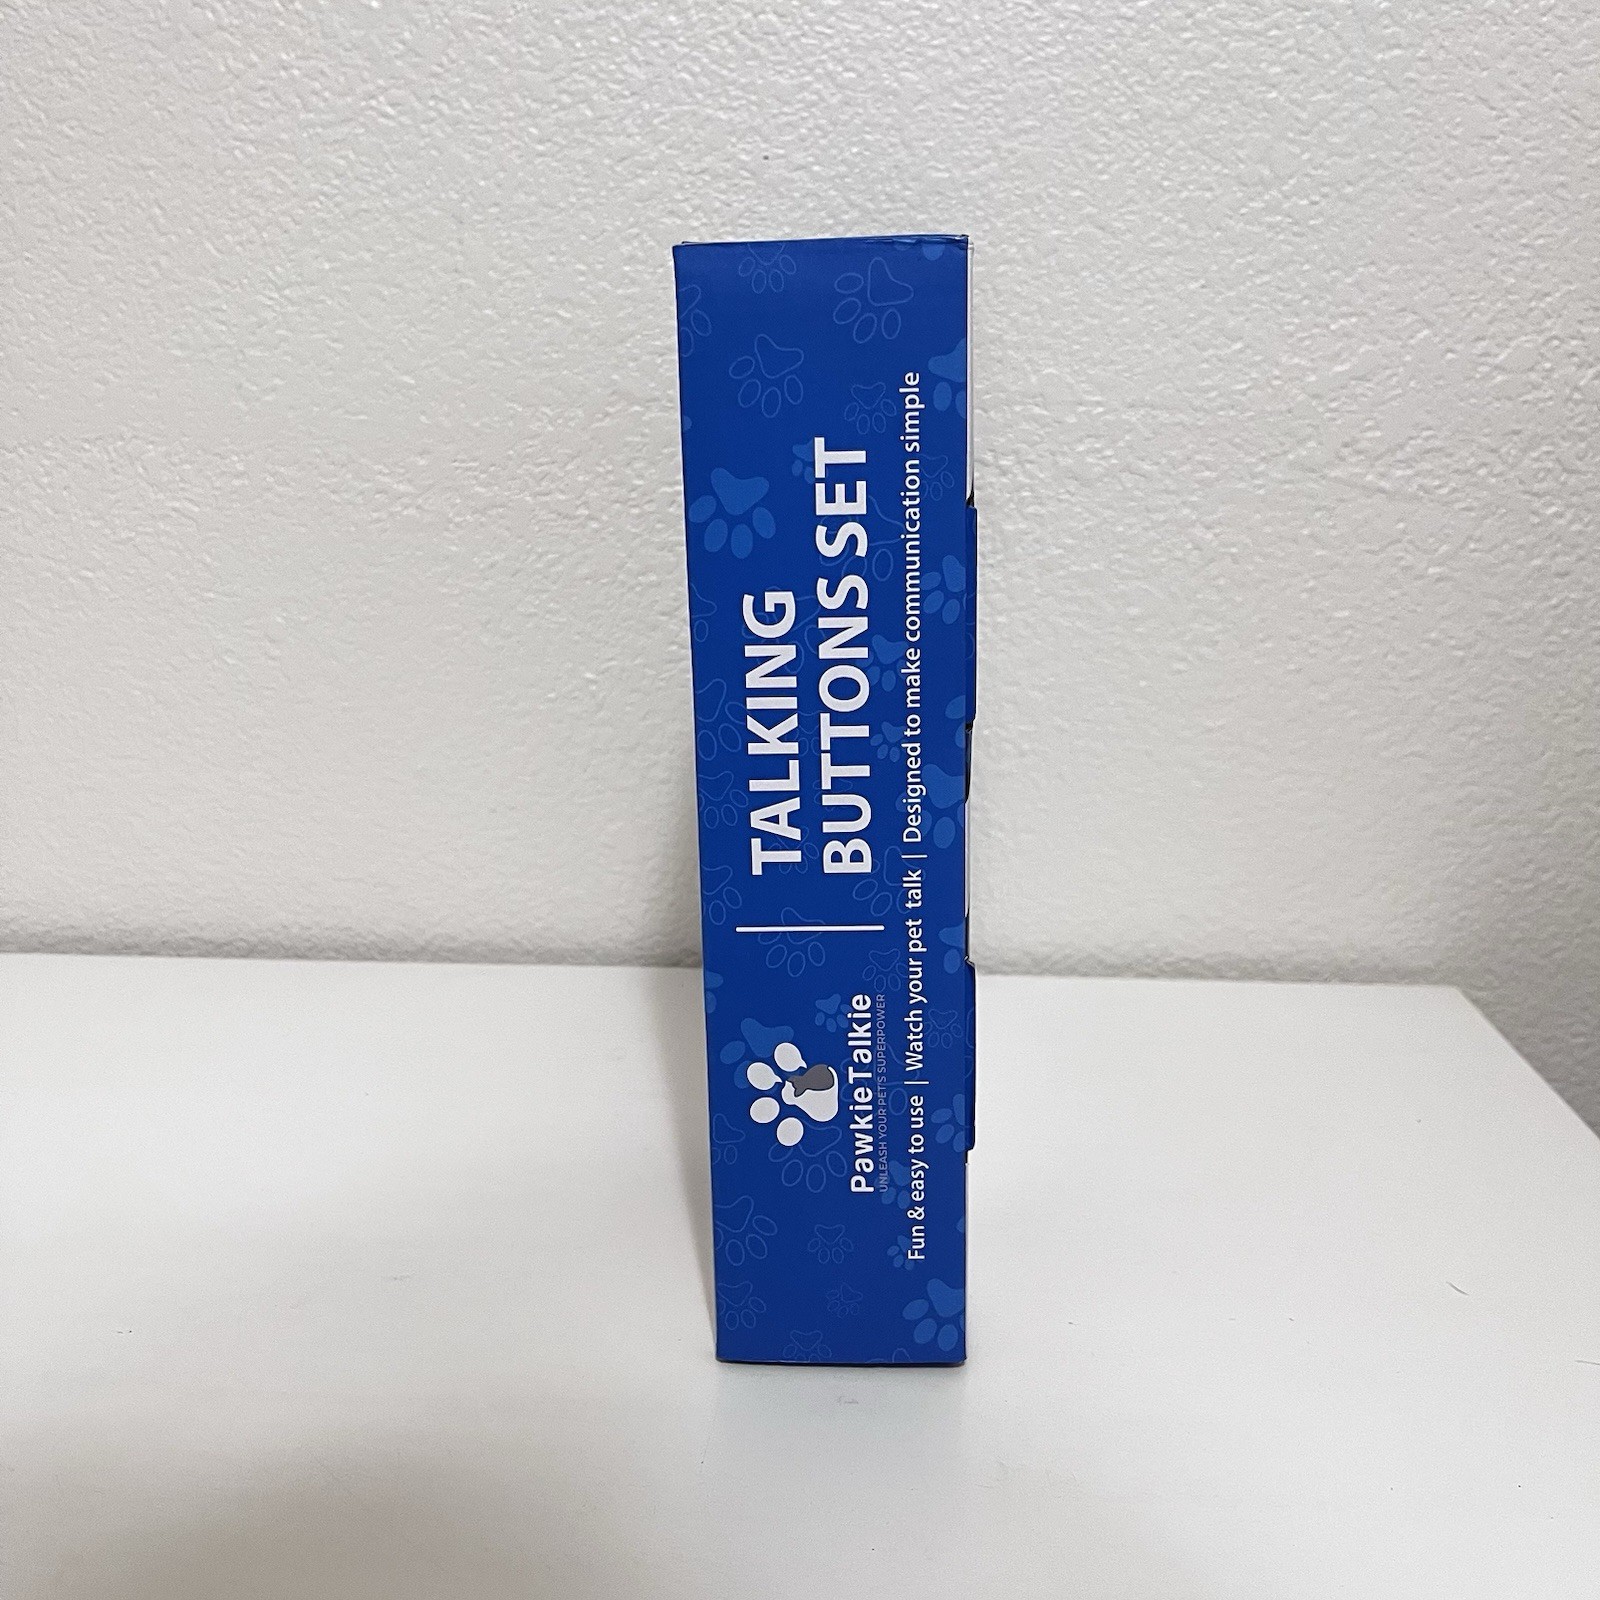 PawkieTalkie
UNLEASH YOUR PET'S SUPERPOWER
TALKING
BUTTONS SET
Fun & easy to use | Watch your pet talk | Designed to make communication simple